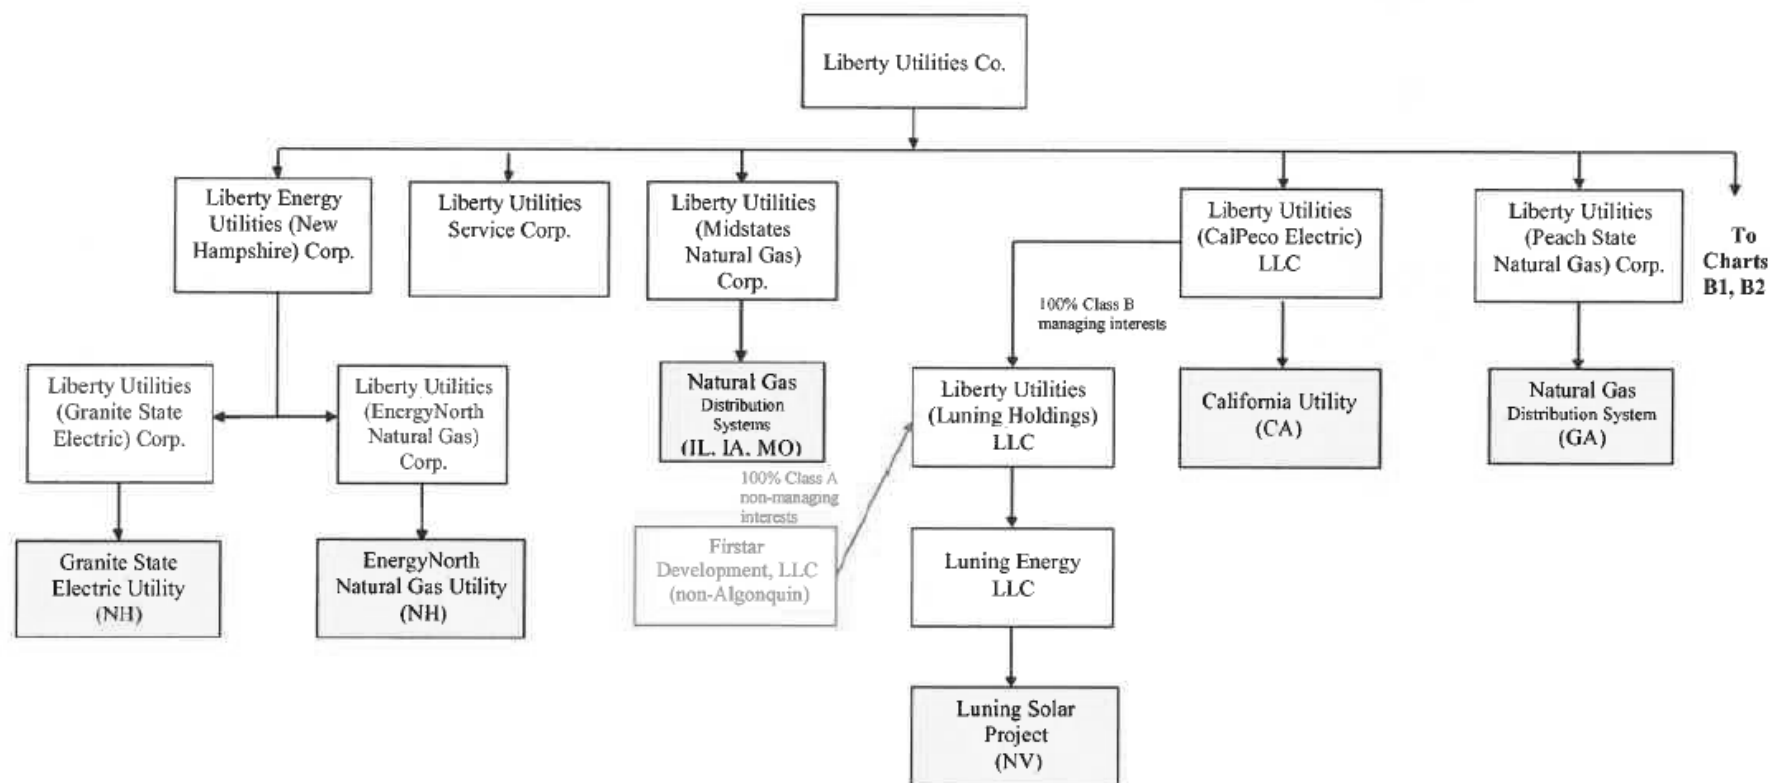 Liberty Utilities Co.
Liberty Energy
Utilities (New
Hampshire) Corp.
Liberty Utilities
Service Corp.
Liberty Utilities
(Midstates
Natural Gas)
Corp.
Liberty Utilities
(CalPeco Electric)
LLC
Liberty Utilities
(Peach State
Natural Gas) Corp.
To
Charts
B1, B2
100% Class B
managing interests
Liberty Utilities
(Granite State
Electric) Corp.
Liberty Utilities
(EnergyNorth
Natural Gas)
Corp.
Natural Gas
Distribution
Systems
(IL, IA, MO)
Liberty Utilities
(Luning Holdings)
LLC
California Utility
(CA)
Natural Gas
Distribution System
(GA)
100% Class A
non-managing
interests
Granite State
Electric Utility
(NH)
EnergyNorth
Natural Gas Utility
(NH)
Firstar
Development, LLC
(non-Algonquin)
Luning Energy
LLC
Luning Solar
Project
(NV)